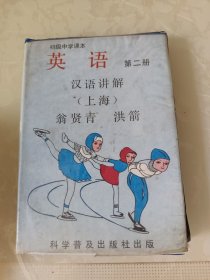 初级中学课本
英语 第二册
汉语讲解
（上海）
翁贤青 洪箭
科学普及出版社出版